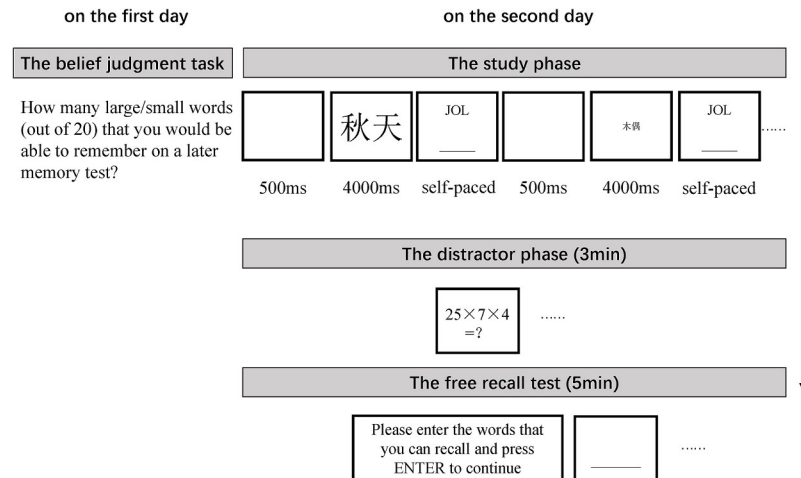 on the first day
on the second day
The belief judgment task
The study phase
How many large/small words
(out of 20) that you would be
able to remember on a later
memory test?
秋天
JOL
木偶
JOL
......
500ms
4000ms
self-paced
500ms
4000ms
self-paced
The distractor phase (3min)
25×7×4
=?
......
The free recall test (5min)
Please enter the words that
you can recall and press
ENTER to continue
......